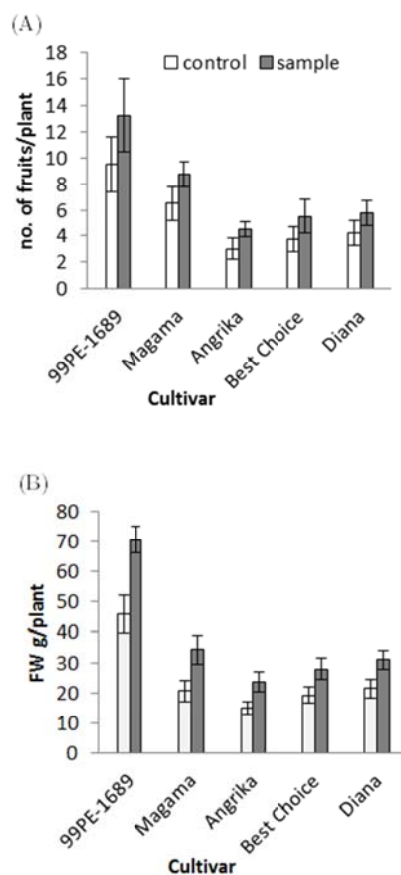 (A)
18
16
14
12
10
8
6
4
2
0
no. of fruits/plant
control sample
99PE-1689
Magama
Angrika
Best Choice
Diana
Cultivar
(B)
80
70
60
50
40
30
20
10
0
FW g/plant
99PE-1689
Magama
Angrika
Best Choice
Diana
Cultivar